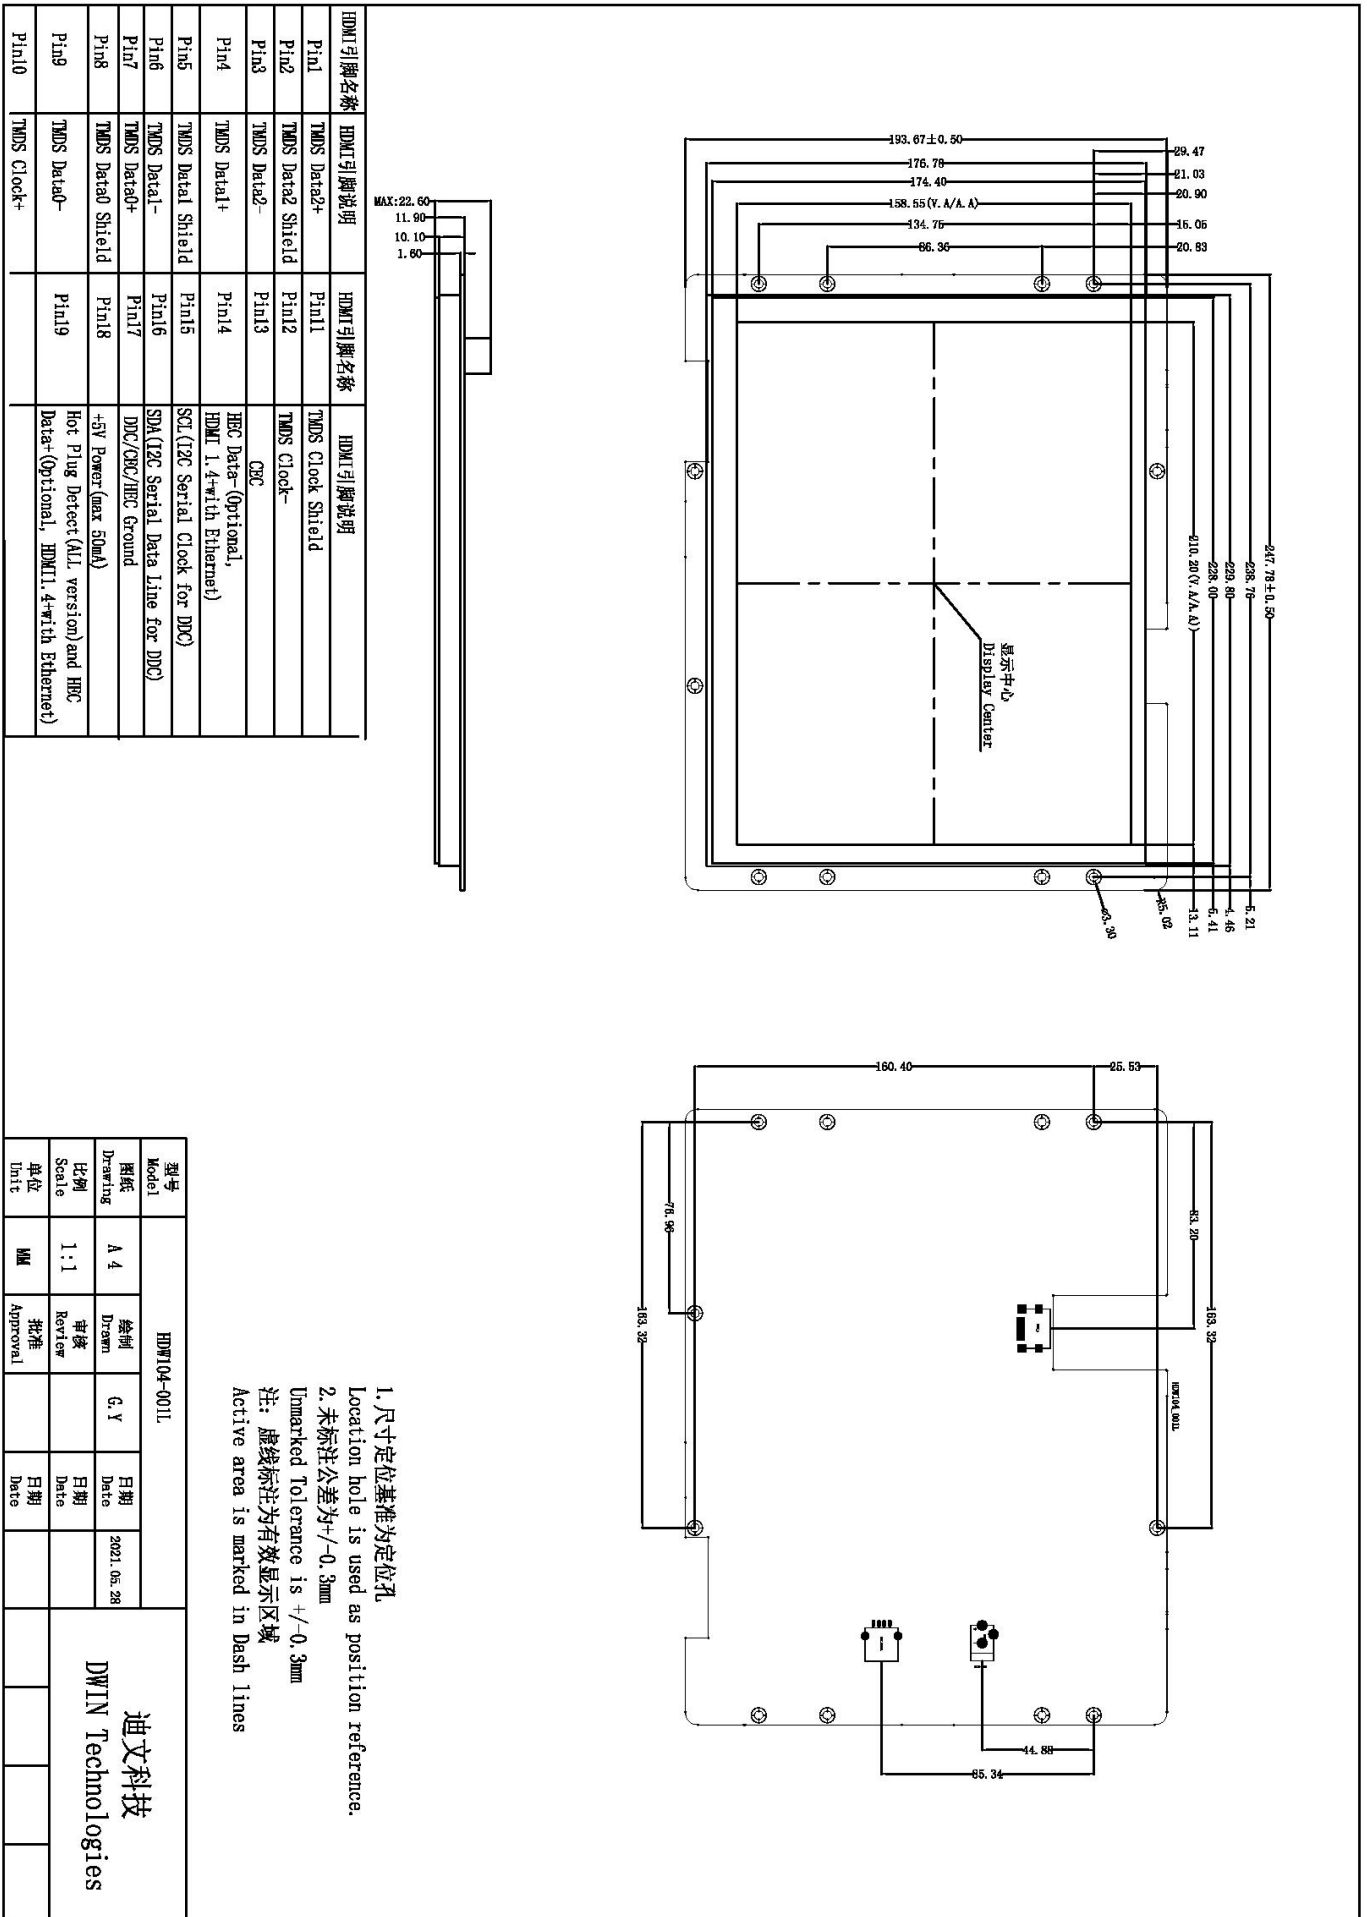 HDMI引脚名称 HDMI引脚说明 HDMI引脚名称 HDMI引脚说明
Pin1 TMDS Data2+ Pin11 TMDS Clock Shield
Pin2 TMDS Data2 Shield Pin12 TMDS Clock-
Pin3 TMDS Data2- Pin13 CEC
Pin4 TMDS Data1+ Pin14 HEC Data-(Optional,
HDMI 1.4+with Ethernet)
Pin5 TMDS Data1 Shield Pin15 SCL(I2C Serial Clock for DDC)
Pin6 TMDS Data1- Pin16 SDA(I2C Serial Data Line for DDC)
Pin7 TMDS Data0+ Pin17 DDC/CEC/HEC Ground
Pin8 TMDS Data0 Shield Pin18 +5V Power(max 50mA)
Pin9 TMDS Data0- Pin19 Hot Plug Detect(ALL version)and HEC
Data+(Optional, HDMI1.4+with Ethernet)
Pin10 TMDS Clock+
MAX:22.60
11.90
10.10
1.60
193.67±0.50
176.78
174.40
158.55(V.A/A.A)
134.75
86.36
29.47
21.03
20.90
15.05
20.83
247.78±0.50
238.76
229.80
228.00
210.20(V.A/A.A))
显示中心
Display Center
5.21
4.46
5.41
13.11
R5.02
ø3.30
160.40
25.53
163.32
83.20
76.96
163.32
HDW104_001L
44.88
85.34
1.尺寸定位基准为定位孔
Location hole is used as position reference.
2.未标注公差为+/-0.3mm
Unmarked Tolerance is +/-0.3mm
注: 虚线标注为有效显示区域
Active area is marked in Dash lines
型号
Model
HDW104-001L
图纸
Drawing
A 4
绘制
Drawn
G.Y
日期
Date
2021.05.28
比例
Scale
1:1
审核
Review
日期
Date
单位
Unit
MM
批准
Approval
日期
Date
迪文科技
DWIN Technologies